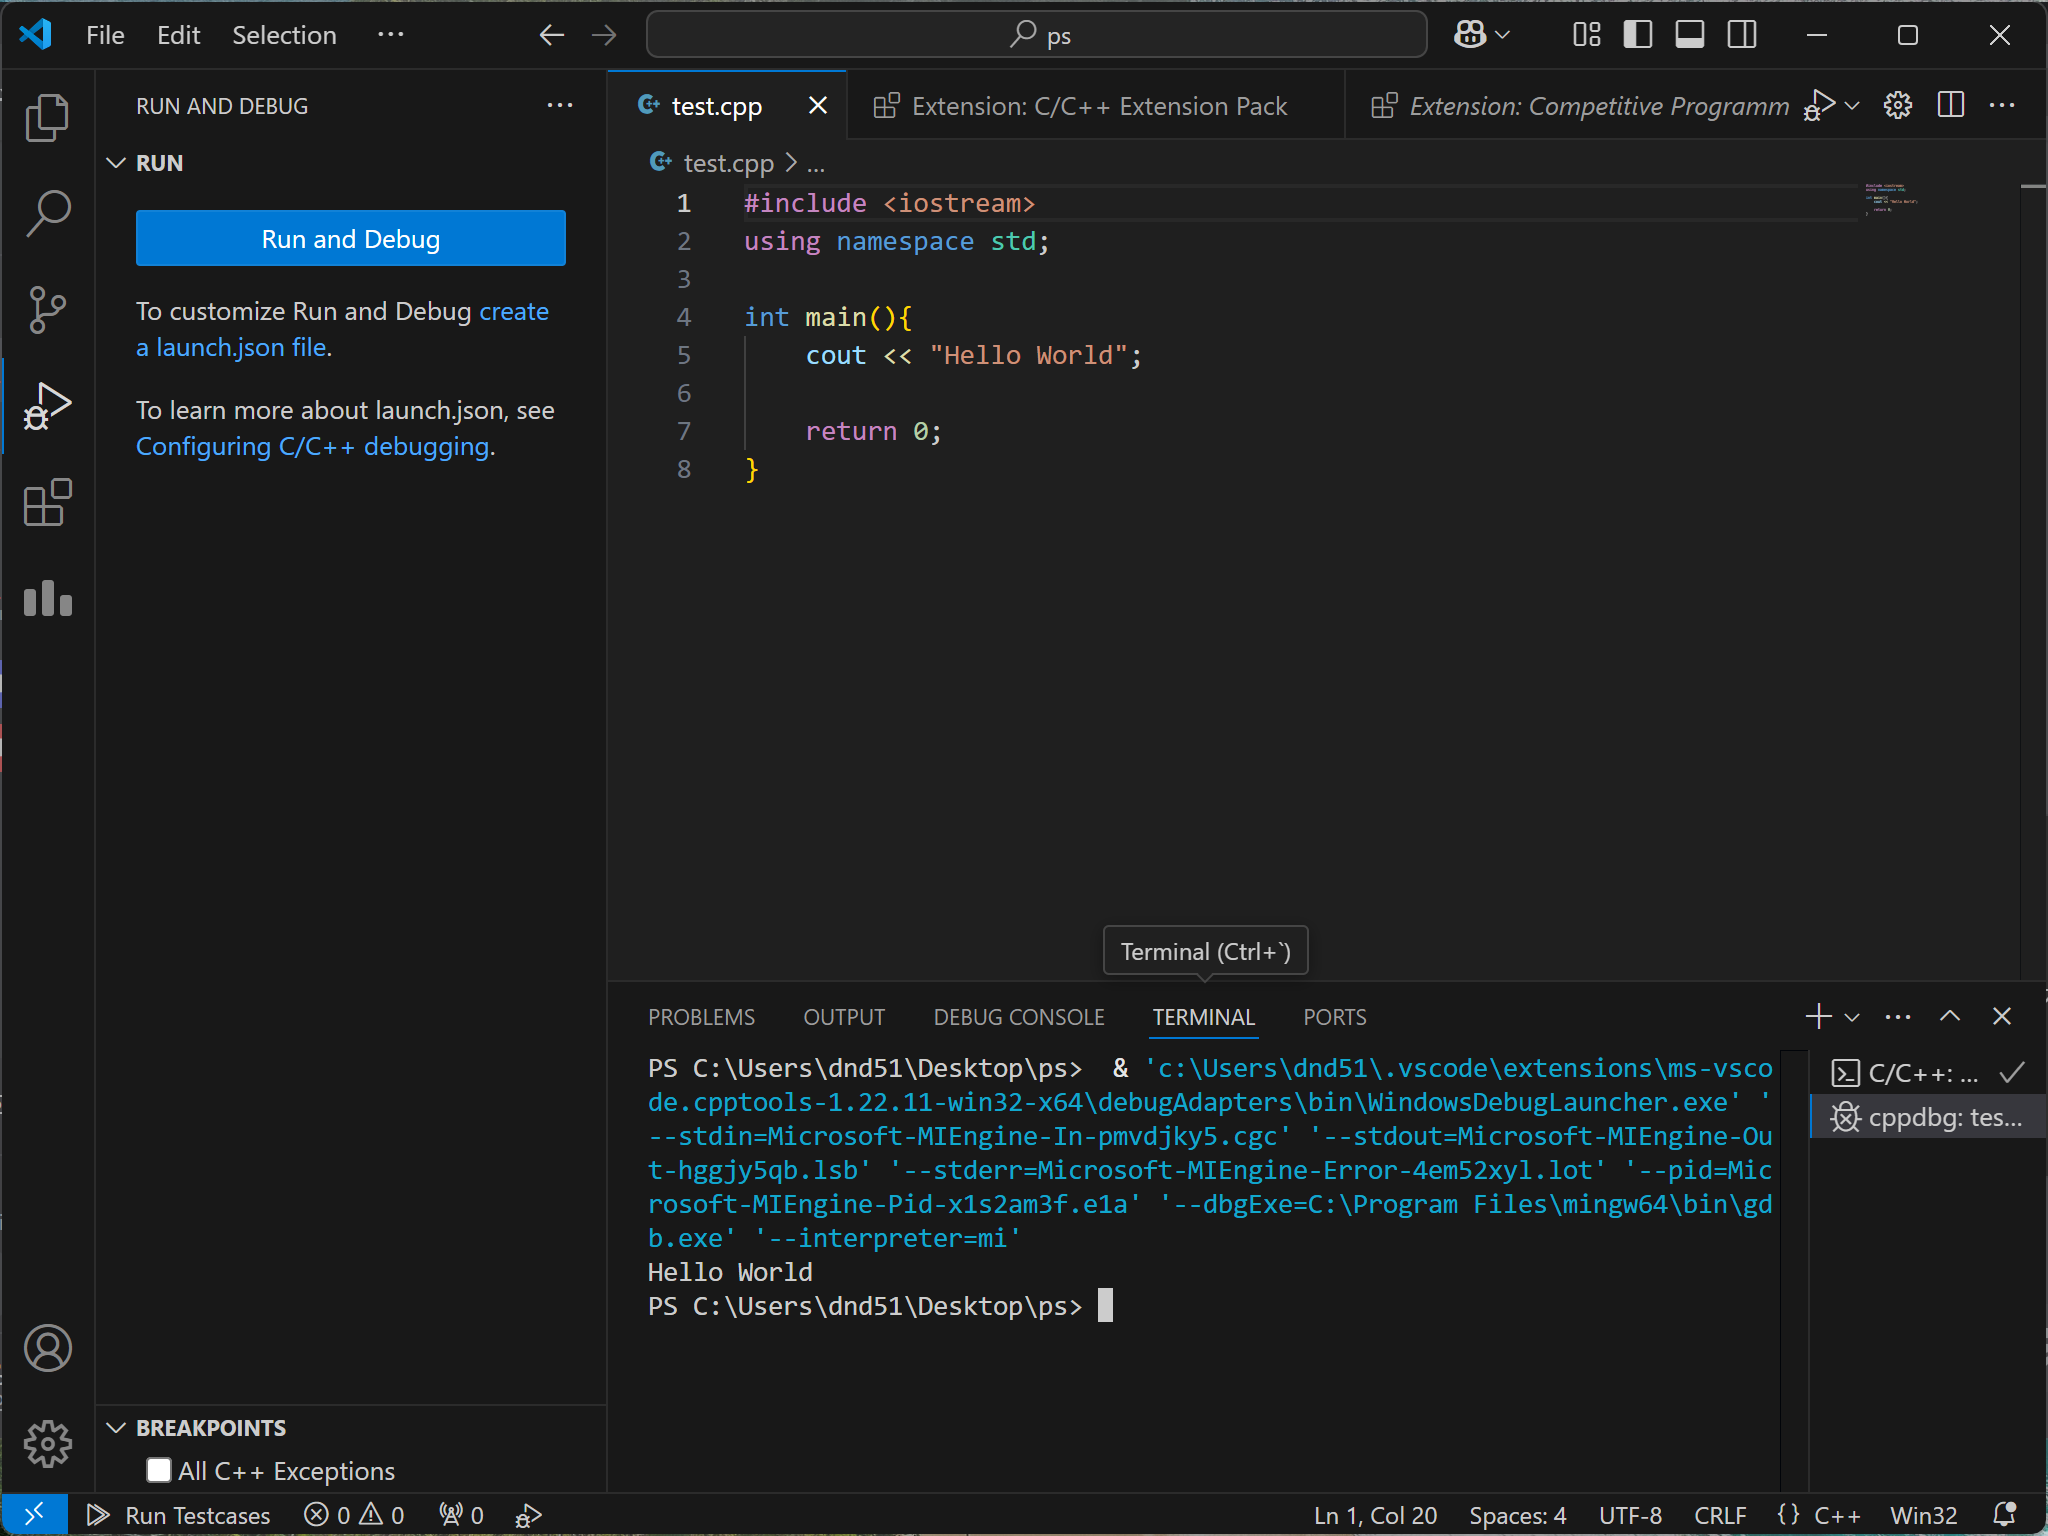 File Edit Selection ···
ps
RUN AND DEBUG ···
RUN
Run and Debug
To customize Run and Debug create
a launch.json file.
To learn more about launch.json, see
Configuring C/C++ debugging.
BREAKPOINTS
All C++ Exceptions
test.cpp
Extension: C/C++ Extension Pack
Extension: Competitive Programm
test.cpp > ...
1 #include <iostream>
2 using namespace std;
3
4 int main(){
5     cout << "Hello World";
6
7     return 0;
8 }
Terminal (Ctrl+`)
PROBLEMS OUTPUT DEBUG CONSOLE TERMINAL PORTS
PS C:\Users\dnd51\Desktop\ps>  & 'c:\Users\dnd51\.vscode\extensions\ms-vsco
de.cpptools-1.22.11-win32-x64\debugAdapters\bin\WindowsDebugLauncher.exe' '
--stdin=Microsoft-MIEngine-In-pmvdjky5.cgc' '--stdout=Microsoft-MIEngine-Ou
t-hggjy5qb.lsb' '--stderr=Microsoft-MIEngine-Error-4em52xyl.lot' '--pid=Mic
rosoft-MIEngine-Pid-x1s2am3f.e1a' '--dbgExe=C:\Program Files\mingw64\bin\gd
b.exe' '--interpreter=mi'
Hello World
PS C:\Users\dnd51\Desktop\ps>
C/C++: ...
cppdbg: tes...
Run Testcases 0 0 0
Ln 1, Col 20 Spaces: 4 UTF-8 CRLF {} C++ Win32